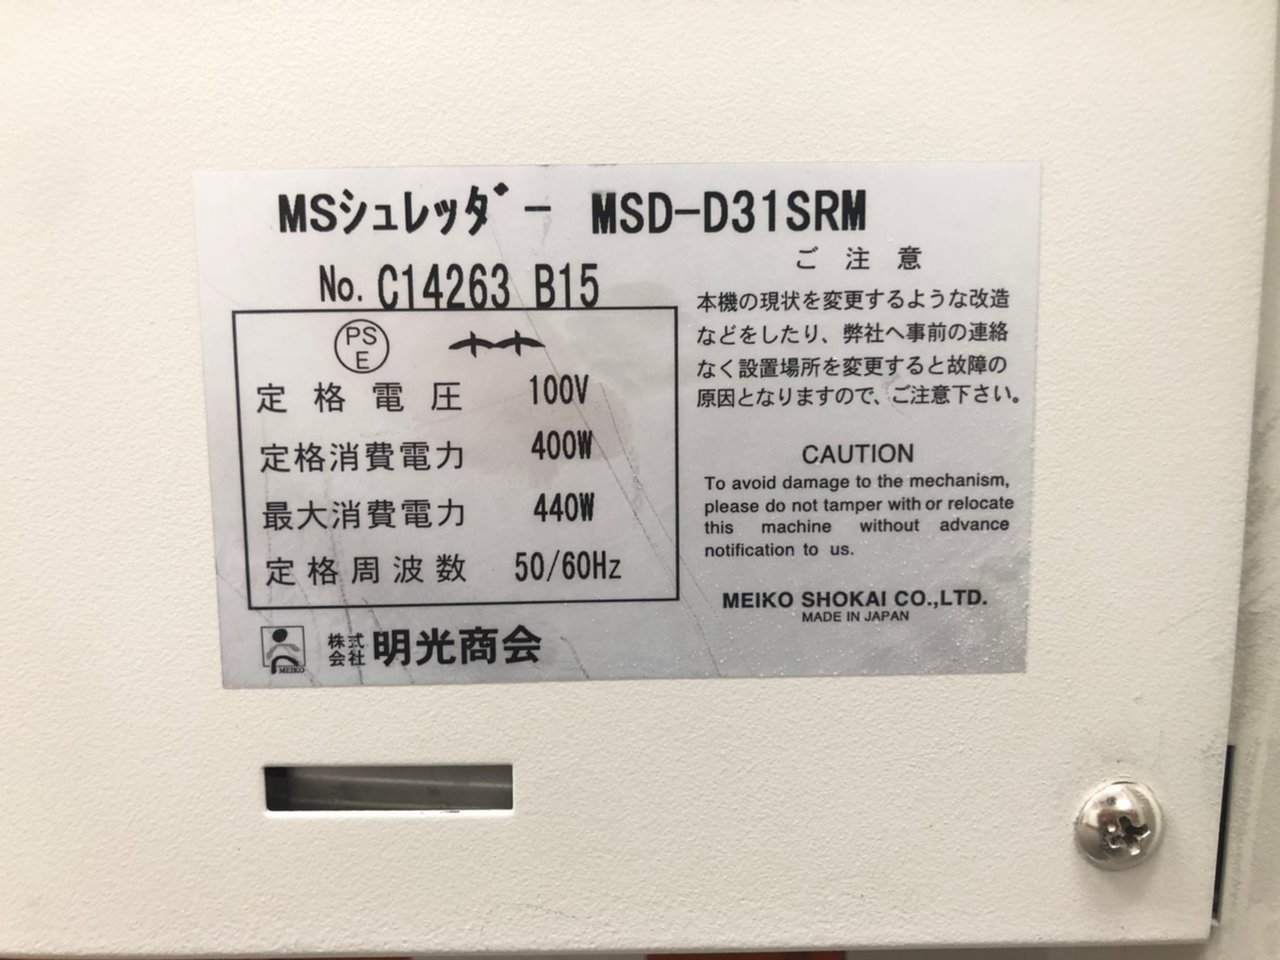 MSシュレッダー MSD-D31SRM
No. C14263 B15
PS
E
定格電圧 100V
定格消費電力 400W
最大消費電力 440W
定格周波数 50/60Hz
MEIKO
株式会社 明光商会
ご注意
本機の現状を変更するような改造
などをしたり、弊社へ事前の連絡
なく設置場所を変更すると故障の
原因となりますので、ご注意下さい。
CAUTION
To avoid damage to the mechanism,
please do not tamper with or relocate
this machine without advance
notification to us.
MEIKO SHOKAI CO.,LTD.
MADE IN JAPAN